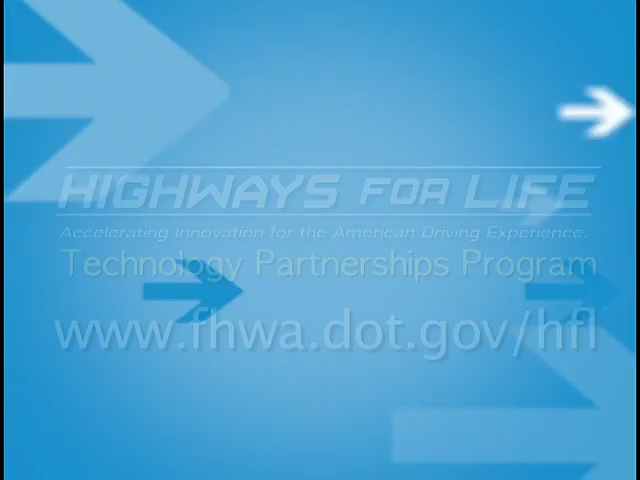 HIGHWAYS FOR LIFE
Accelerating Innovation for the American Driving Experience.
Technology Partnerships Program
www.fhwa.dot.gov/hfl